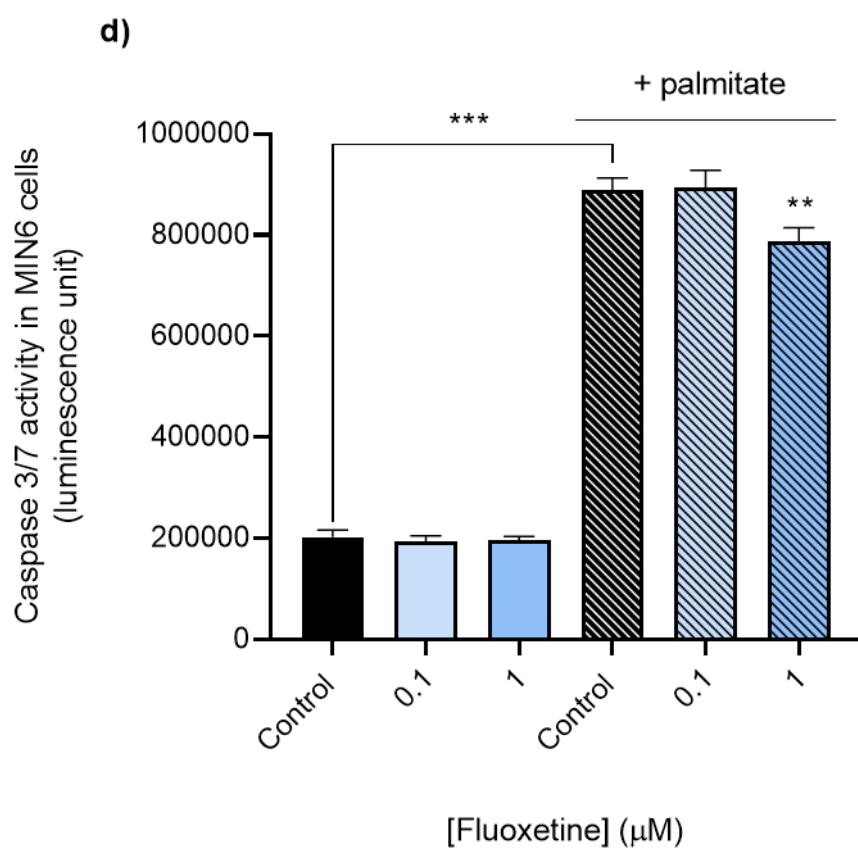 d)
+ palmitate
***
**
Caspase 3/7 activity in MIN6 cells
(luminescence unit)
1000000
800000
600000
400000
200000
0
Control
0.1
1
Control
0.1
1
[Fluoxetine] (μM)